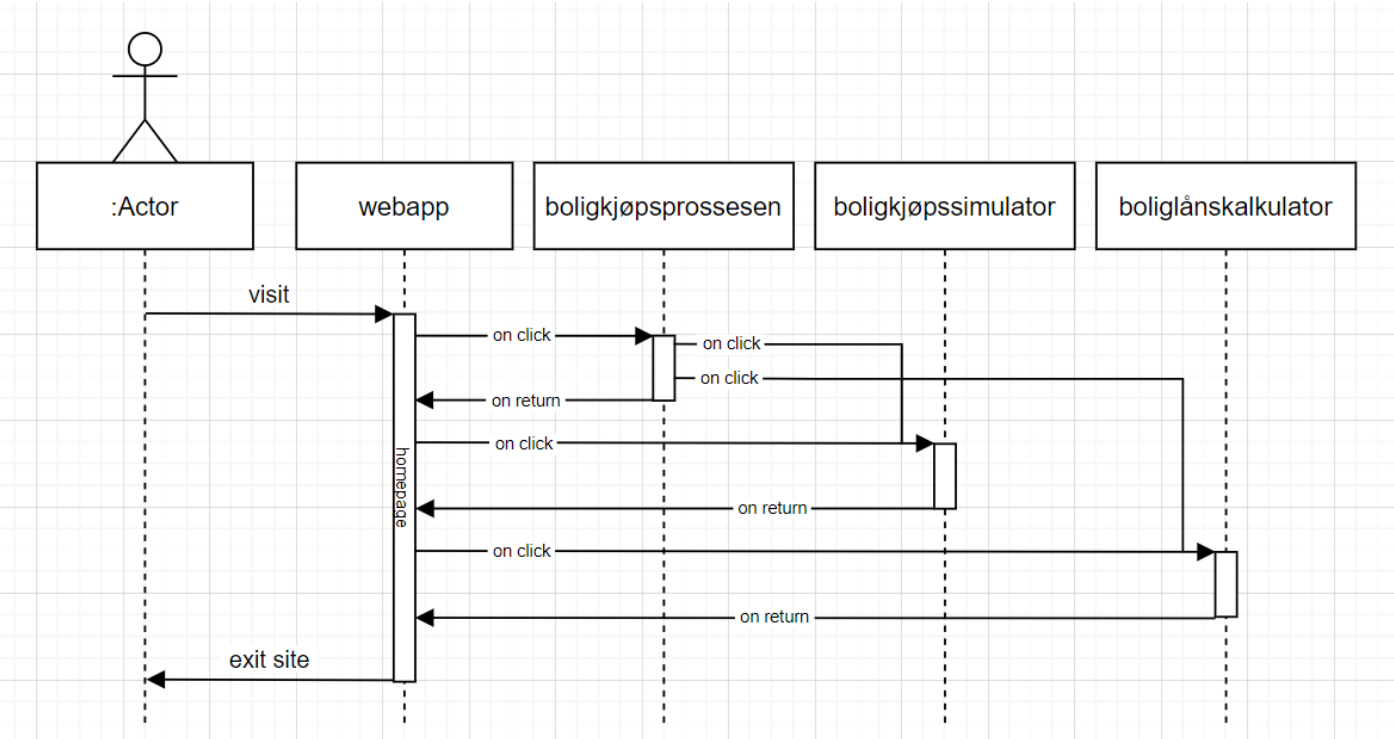 :Actor
webapp
boligkjøpsprossesen
boligkjøpssimulator
boliglånskalkulator
visit
on click
on click
on click
on return
on click
homepage
on return
on click
on return
exit site